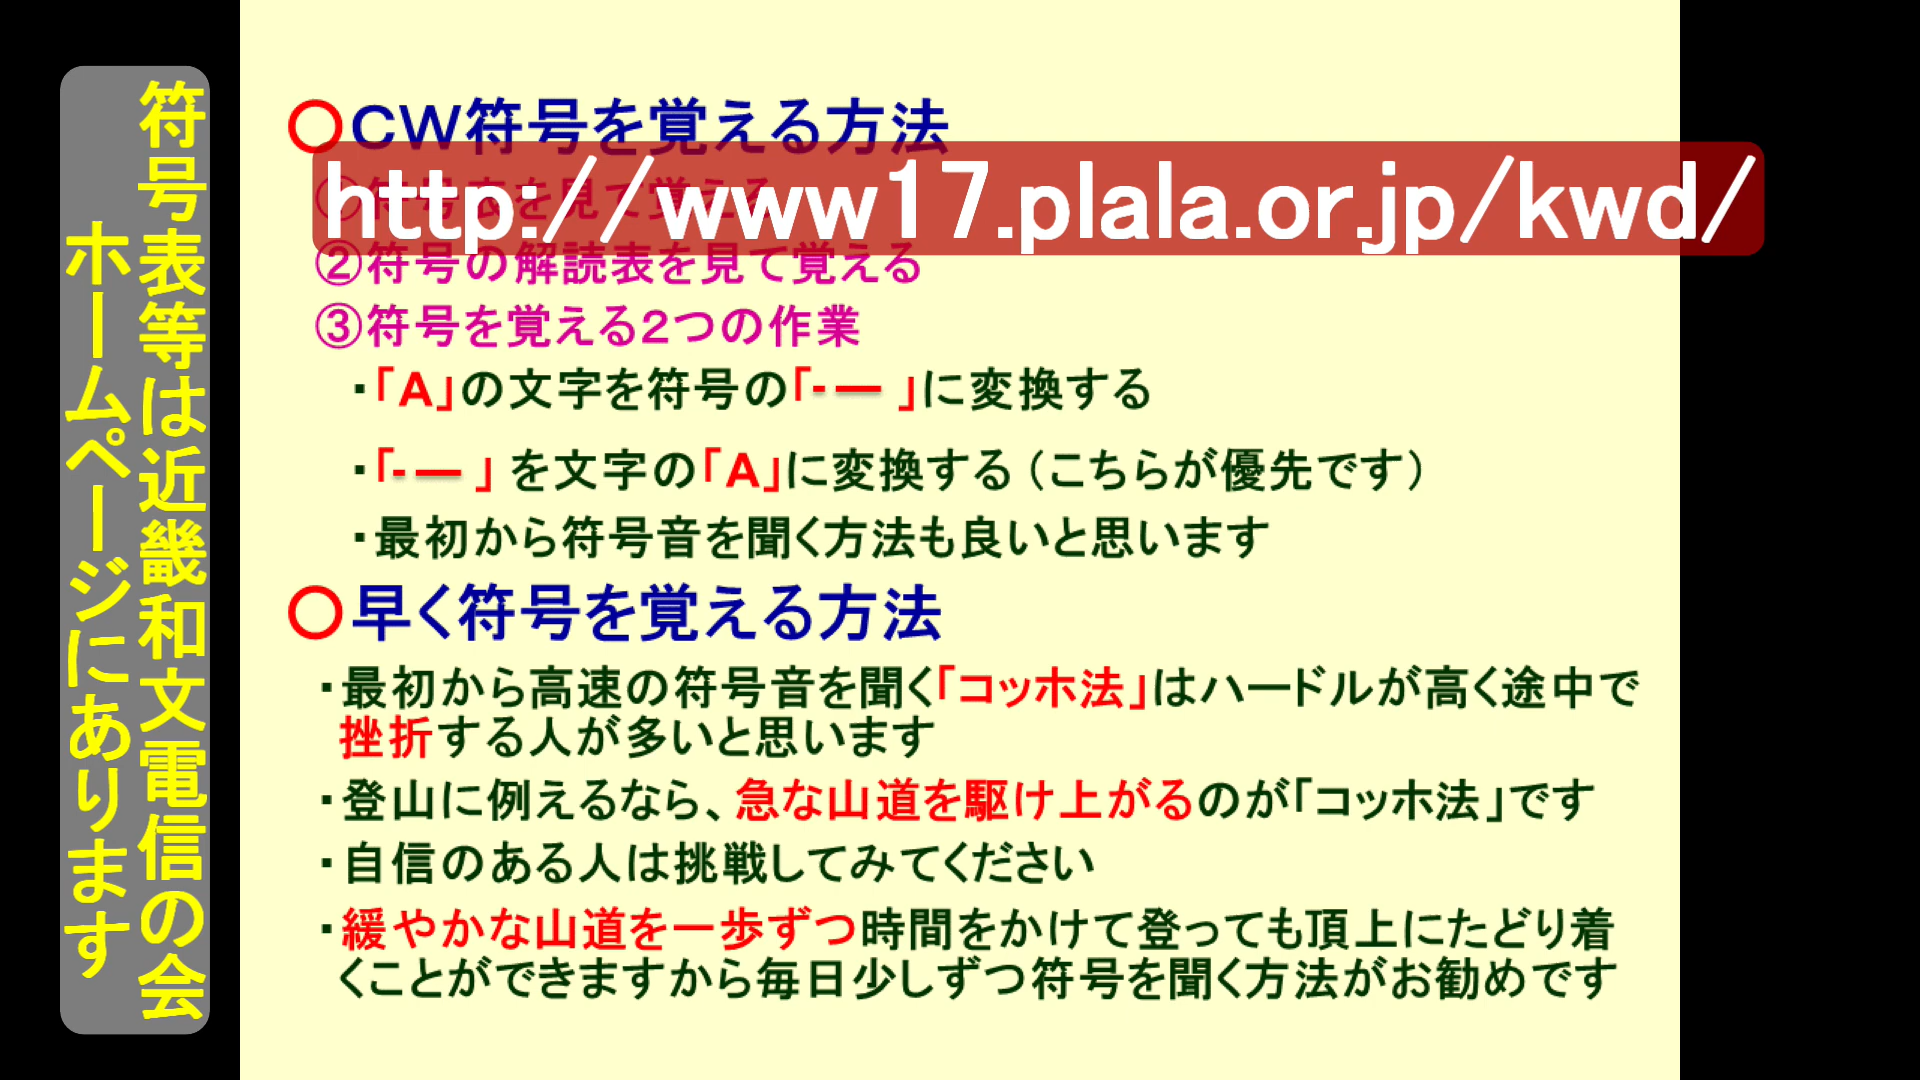 符号表等は近畿和文電信の会
ホームページにあります
○CW符号を覚える方法
http://www17.plala.or.jp/kwd/
①符号表を見て覚える
②符号の解読表を見て覚える
③符号を覚える2つの作業
・「A」の文字を符号の「- — 」に変換する
・「- — 」を文字の「A」に変換する（こちらが優先です）
・最初から符号音を聞く方法も良いと思います
○早く符号を覚える方法
・最初から高速の符号音を聞く「コッホ法」はハードルが高く途中で
挫折する人が多いと思います
・登山に例えるなら、急な山道を駆け上がるのが「コッホ法」です
・自信のある人は挑戦してみてください
・緩やかな山道を一歩ずつ時間をかけて登っても頂上にたどり着
くことができますから毎日少しずつ符号を聞く方法がお勧めです